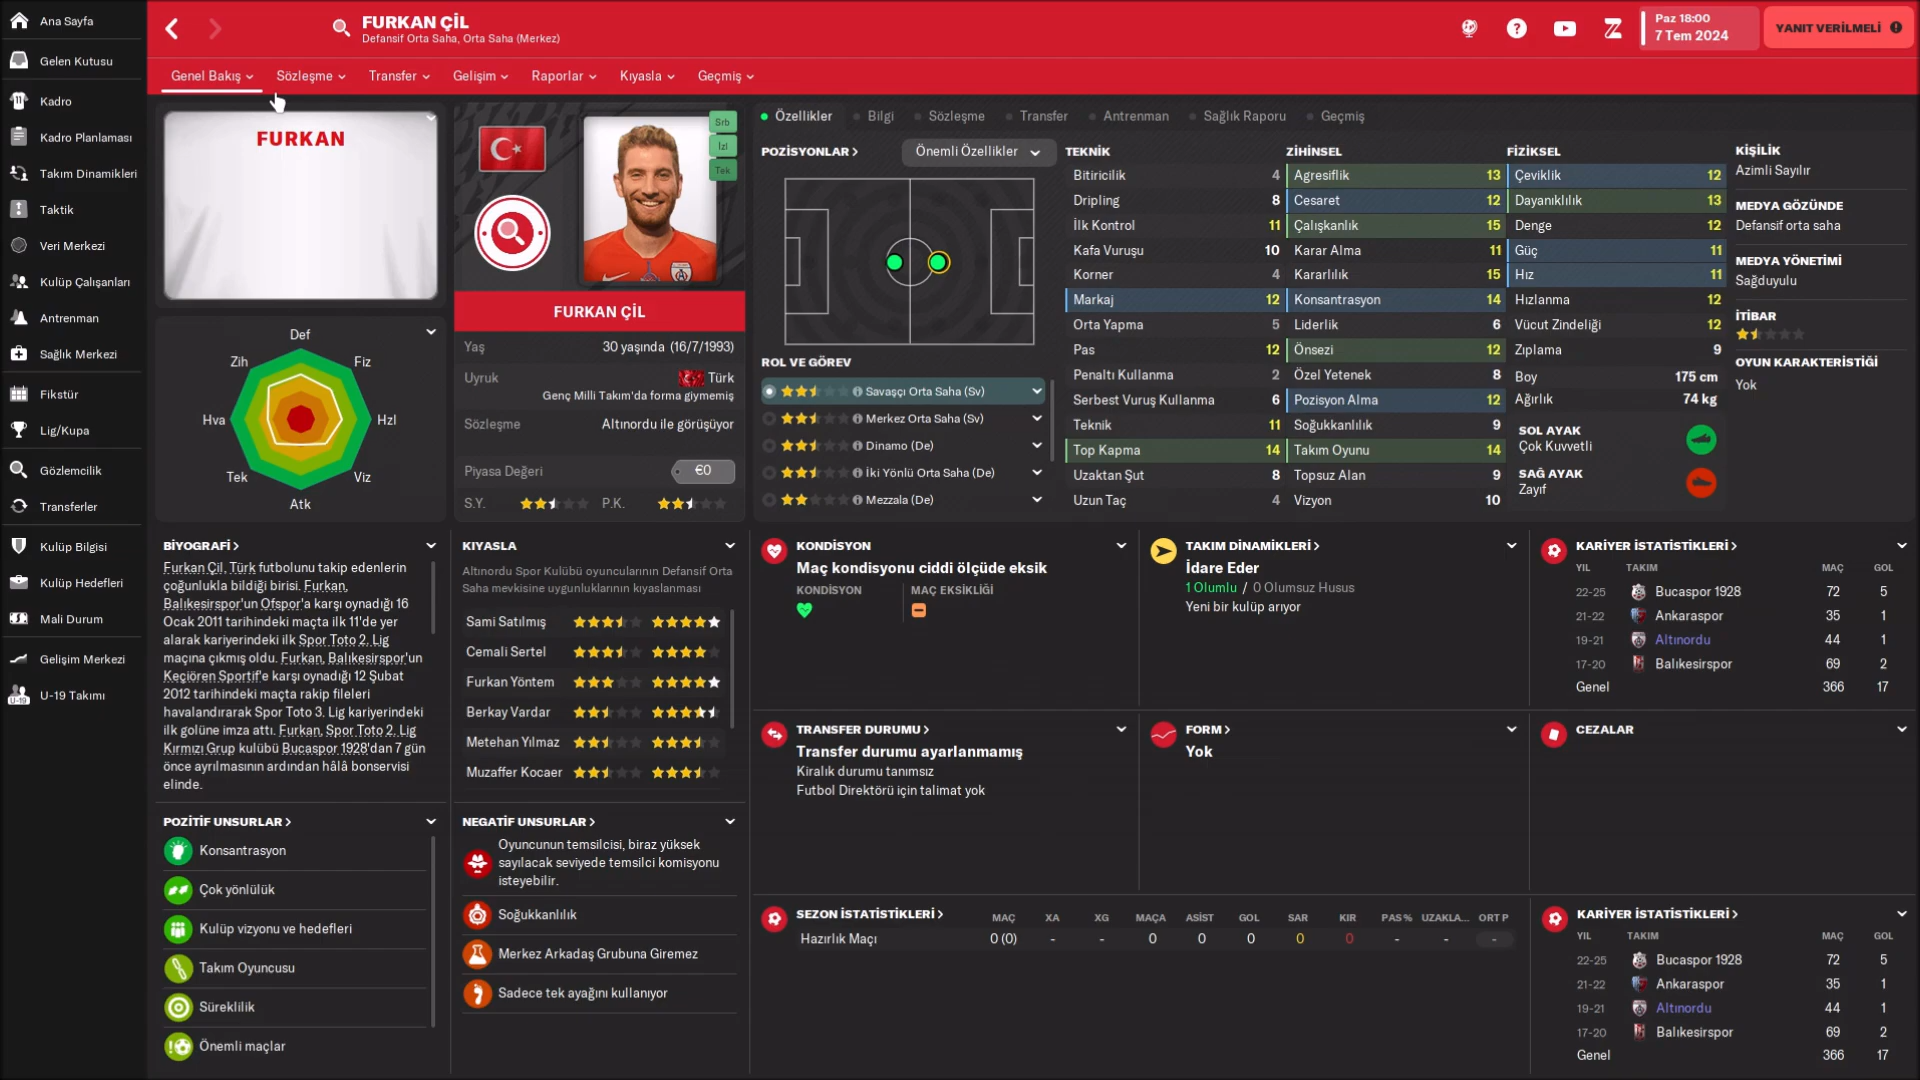 Ana Sayfa
Gelen Kutusu
Kadro
Kadro Planlaması
Takım Dinamikleri
Taktik
Veri Merkezi
Kulüp Çalışanları
Antrenman
Sağlık Merkezi
Fikstür
Lig/Kupa
Gözlemcilik
Transferler
Kulüp Bilgisi
Kulüp Hedefleri
Mali Durum
Gelişim Merkezi
U-19 Takımı
FURKAN ÇİL
Defansif Orta Saha, Orta Saha (Merkez)
Paz 18:00
7 Tem 2024
YANIT VERİLMELİ
Genel Bakış Sözleşme Transfer Gelişim Raporlar Kıyasla Geçmiş
FURKAN
Def
Fiz
Hzl
Viz
Atk
Tek
Hva
Zih
Srb
İzl
Tek
FURKAN ÇİL
Yaş 30 yaşında (16/7/1993)
Uyruk Türk
Genç Milli Takım'da forma giymemiş
Sözleşme Altınordu ile görüşüyor
Piyasa Değeri €0
S.Y. P.K.
Özellikler Bilgi Sözleşme Transfer Antrenman Sağlık Raporu Geçmiş
POZİSYONLAR > Önemli Özellikler
ROL VE GÖREV
Savaşçı Orta Saha (Sv)
Merkez Orta Saha (Sv)
Dinamo (De)
İki Yönlü Orta Saha (De)
Mezzala (De)
TEKNİK
Bitiricilik 4
Dripling 8
İlk Kontrol 11
Kafa Vuruşu 10
Korner 4
Markaj 12
Orta Yapma 5
Pas 12
Penaltı Kullanma 2
Serbest Vuruş Kullanma 6
Teknik 11
Top Kapma 14
Uzaktan Şut 8
Uzun Taç 4
ZİHİNSEL
Agresiflik 13
Cesaret 12
Çalışkanlık 15
Karar Alma 11
Kararlılık 15
Konsantrasyon 14
Liderlik 6
Önsezi 12
Özel Yetenek 8
Pozisyon Alma 12
Soğukkanlılık 9
Takım Oyunu 14
Topsuz Alan 9
Vizyon 10
FİZİKSEL
Çeviklik 12
Dayanıklılık 13
Denge 12
Güç 11
Hız 11
Hızlanma 12
Vücut Zindeliği 12
Zıplama 9
Boy 175 cm
Ağırlık 74 kg
SOL AYAK
Çok Kuvvetli
SAĞ AYAK
Zayıf
KİŞİLİK
Azimli Sayılır
MEDYA GÖZÜNDE
Defansif orta saha
MEDYA YÖNETİMİ
Sağduyulu
İTİBAR
OYUN KARAKTERİSTİĞİ
Yok
BİYOGRAFİ >
Furkan Çil, Türk futbolunu takip edenlerin
çoğunlukla bildiği birisi. Furkan,
Balıkesirspor'un Ofspor'a karşı oynadığı 16
Ocak 2011 tarihindeki maçta ilk 11'de yer
alarak kariyerindeki ilk Spor Toto 2. Lig
maçına çıkmış oldu. Furkan, Balıkesirspor'un
Keçiören Sportif'e karşı oynadığı 12 Şubat
2012 tarihindeki maçta rakip fileleri
havalandırarak Spor Toto 3. Lig kariyerindeki
ilk golüne imza attı. Furkan, Spor Toto 2. Lig
Kırmızı Grup kulübü Bucaspor 1928'dan 7 gün
önce ayrılmasının ardından hâlâ bonservisi
elinde.
KIYASLA
Altınordu Spor Kulübü oyuncularının Defansif Orta
Saha mevkisine uygunluklarının kıyaslanması
Sami Satılmış
Cemali Sertel
Furkan Yöntem
Berkay Vardar
Metehan Yılmaz
Muzaffer Kocaer
KONDİSYON
Maç kondisyonu ciddi ölçüde eksik
KONDİSYON MAÇ EKSİKLİĞİ
TAKIM DİNAMİKLERİ >
İdare Eder
1 Olumlu / 0 Olumsuz Husus
Yeni bir kulüp arıyor
KARİYER İSTATİSTİKLERİ >
YIL TAKIM MAÇ GOL
22-25 Bucaspor 1928 72 5
21-22 Ankaraspor 35 1
19-21 Altınordu 44 1
17-20 Balıkesirspor 69 2
Genel 366 17
TRANSFER DURUMU >
Transfer durumu ayarlanmamış
Kiralık durumu tanımsız
Futbol Direktörü için talimat yok
FORM >
Yok
CEZALAR
POZİTİF UNSURLAR >
Konsantrasyon
Çok yönlülük
Kulüp vizyonu ve hedefleri
Takım Oyuncusu
Süreklilik
Önemli maçlar
NEGATİF UNSURLAR >
Oyuncunun temsilcisi, biraz yüksek
sayılacak seviyede temsilci komisyonu
isteyebilir.
Soğukkanlılık
Merkez Arkadaş Grubuna Giremez
Sadece tek ayağını kullanıyor
SEZON İSTATİSTİKLERİ > MAÇ XA XG MAÇA ASİST GOL SAR KIR PAS % UZAKLA... ORT P
Hazırlık Maçı 0 (0) - - 0 0 0 0 0 - - -
KARİYER İSTATİSTİKLERİ >
YIL TAKIM MAÇ GOL
22-25 Bucaspor 1928 72 5
21-22 Ankaraspor 35 1
19-21 Altınordu 44 1
17-20 Balıkesirspor 69 2
Genel 366 17